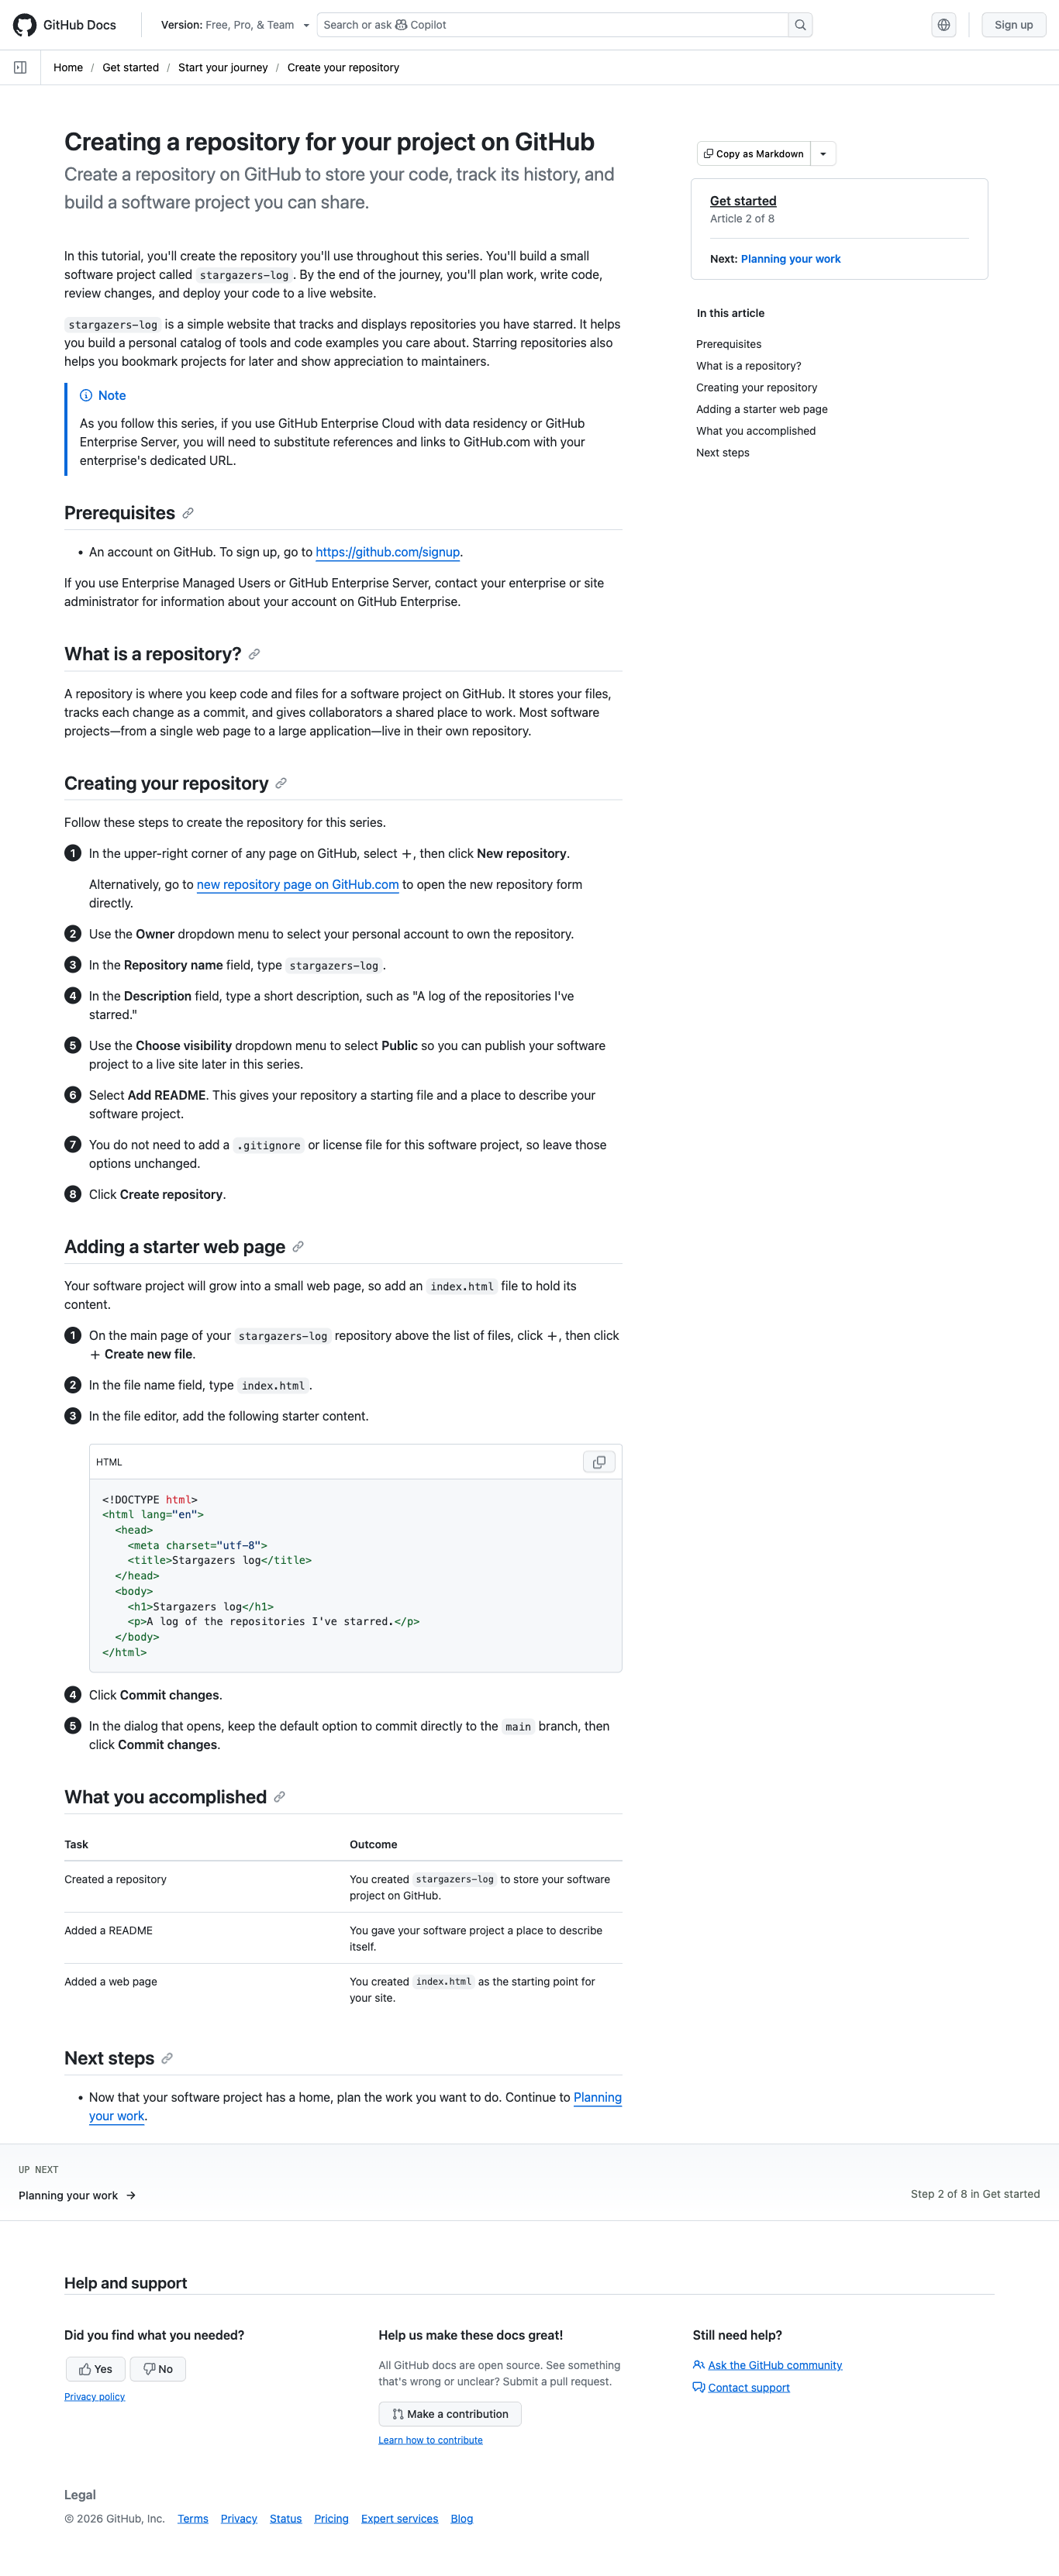 GitHub Docs
Version: Free, Pro, & Team
Search or ask Copilot
Sign up
Home / Get started / Start your journey / Create your repository
Creating a repository for your project on GitHub
Create a repository on GitHub to store your code, track its history, and
build a software project you can share.
Copy as Markdown
Get started
Article 2 of 8
Next: Planning your work
In this article
Prerequisites
What is a repository?
Creating your repository
Adding a starter web page
What you accomplished
Next steps
In this tutorial, you'll create the repository you'll use throughout this series. You'll build a small
software project called stargazers-log. By the end of the journey, you'll plan work, write code,
review changes, and deploy your code to a live website.
stargazers-log is a simple website that tracks and displays repositories you have starred. It helps
you build a personal catalog of tools and code examples you care about. Starring repositories also
helps you bookmark projects for later and show appreciation to maintainers.
Note
As you follow this series, if you use GitHub Enterprise Cloud with data residency or GitHub
Enterprise Server, you will need to substitute references and links to GitHub.com with your
enterprise's dedicated URL.
Prerequisites
• An account on GitHub. To sign up, go to https://github.com/signup.
If you use Enterprise Managed Users or GitHub Enterprise Server, contact your enterprise or site
administrator for information about your account on GitHub Enterprise.
What is a repository?
A repository is where you keep code and files for a software project on GitHub. It stores your files,
tracks each change as a commit, and gives collaborators a shared place to work. Most software
projects—from a single web page to a large application—live in their own repository.
Creating your repository
Follow these steps to create the repository for this series.
1 In the upper-right corner of any page on GitHub, select +, then click New repository.
Alternatively, go to new repository page on GitHub.com to open the new repository form
directly.
2 Use the Owner dropdown menu to select your personal account to own the repository.
3 In the Repository name field, type stargazers-log.
4 In the Description field, type a short description, such as "A log of the repositories I've
starred."
5 Use the Choose visibility dropdown menu to select Public so you can publish your software
project to a live site later in this series.
6 Select Add README. This gives your repository a starting file and a place to describe your
software project.
7 You do not need to add a .gitignore or license file for this software project, so leave those
options unchanged.
8 Click Create repository.
Adding a starter web page
Your software project will grow into a small web page, so add an index.html file to hold its
content.
1 On the main page of your stargazers-log repository above the list of files, click +, then click
+ Create new file.
2 In the file name field, type index.html.
3 In the file editor, add the following starter content.
HTML
<!DOCTYPE html>
<html lang="en">
  <head>
    <meta charset="utf-8">
    <title>Stargazers log</title>
  </head>
  <body>
    <h1>Stargazers log</h1>
    <p>A log of the repositories I've starred.</p>
  </body>
</html>
4 Click Commit changes.
5 In the dialog that opens, keep the default option to commit directly to the main branch, then
click Commit changes.
What you accomplished
Task Outcome
Created a repository You created stargazers-log to store your software
project on GitHub.
Added a README You gave your software project a place to describe
itself.
Added a web page You created index.html as the starting point for
your site.
Next steps
• Now that your software project has a home, plan the work you want to do. Continue to Planning
your work.
UP NEXT
Planning your work →
Step 2 of 8 in Get started
Help and support
Did you find what you needed?
Yes No
Privacy policy
Help us make these docs great!
All GitHub docs are open source. See something
that's wrong or unclear? Submit a pull request.
Make a contribution
Learn how to contribute
Still need help?
Ask the GitHub community
Contact support
Legal
© 2026 GitHub, Inc. Terms Privacy Status Pricing Expert services Blog